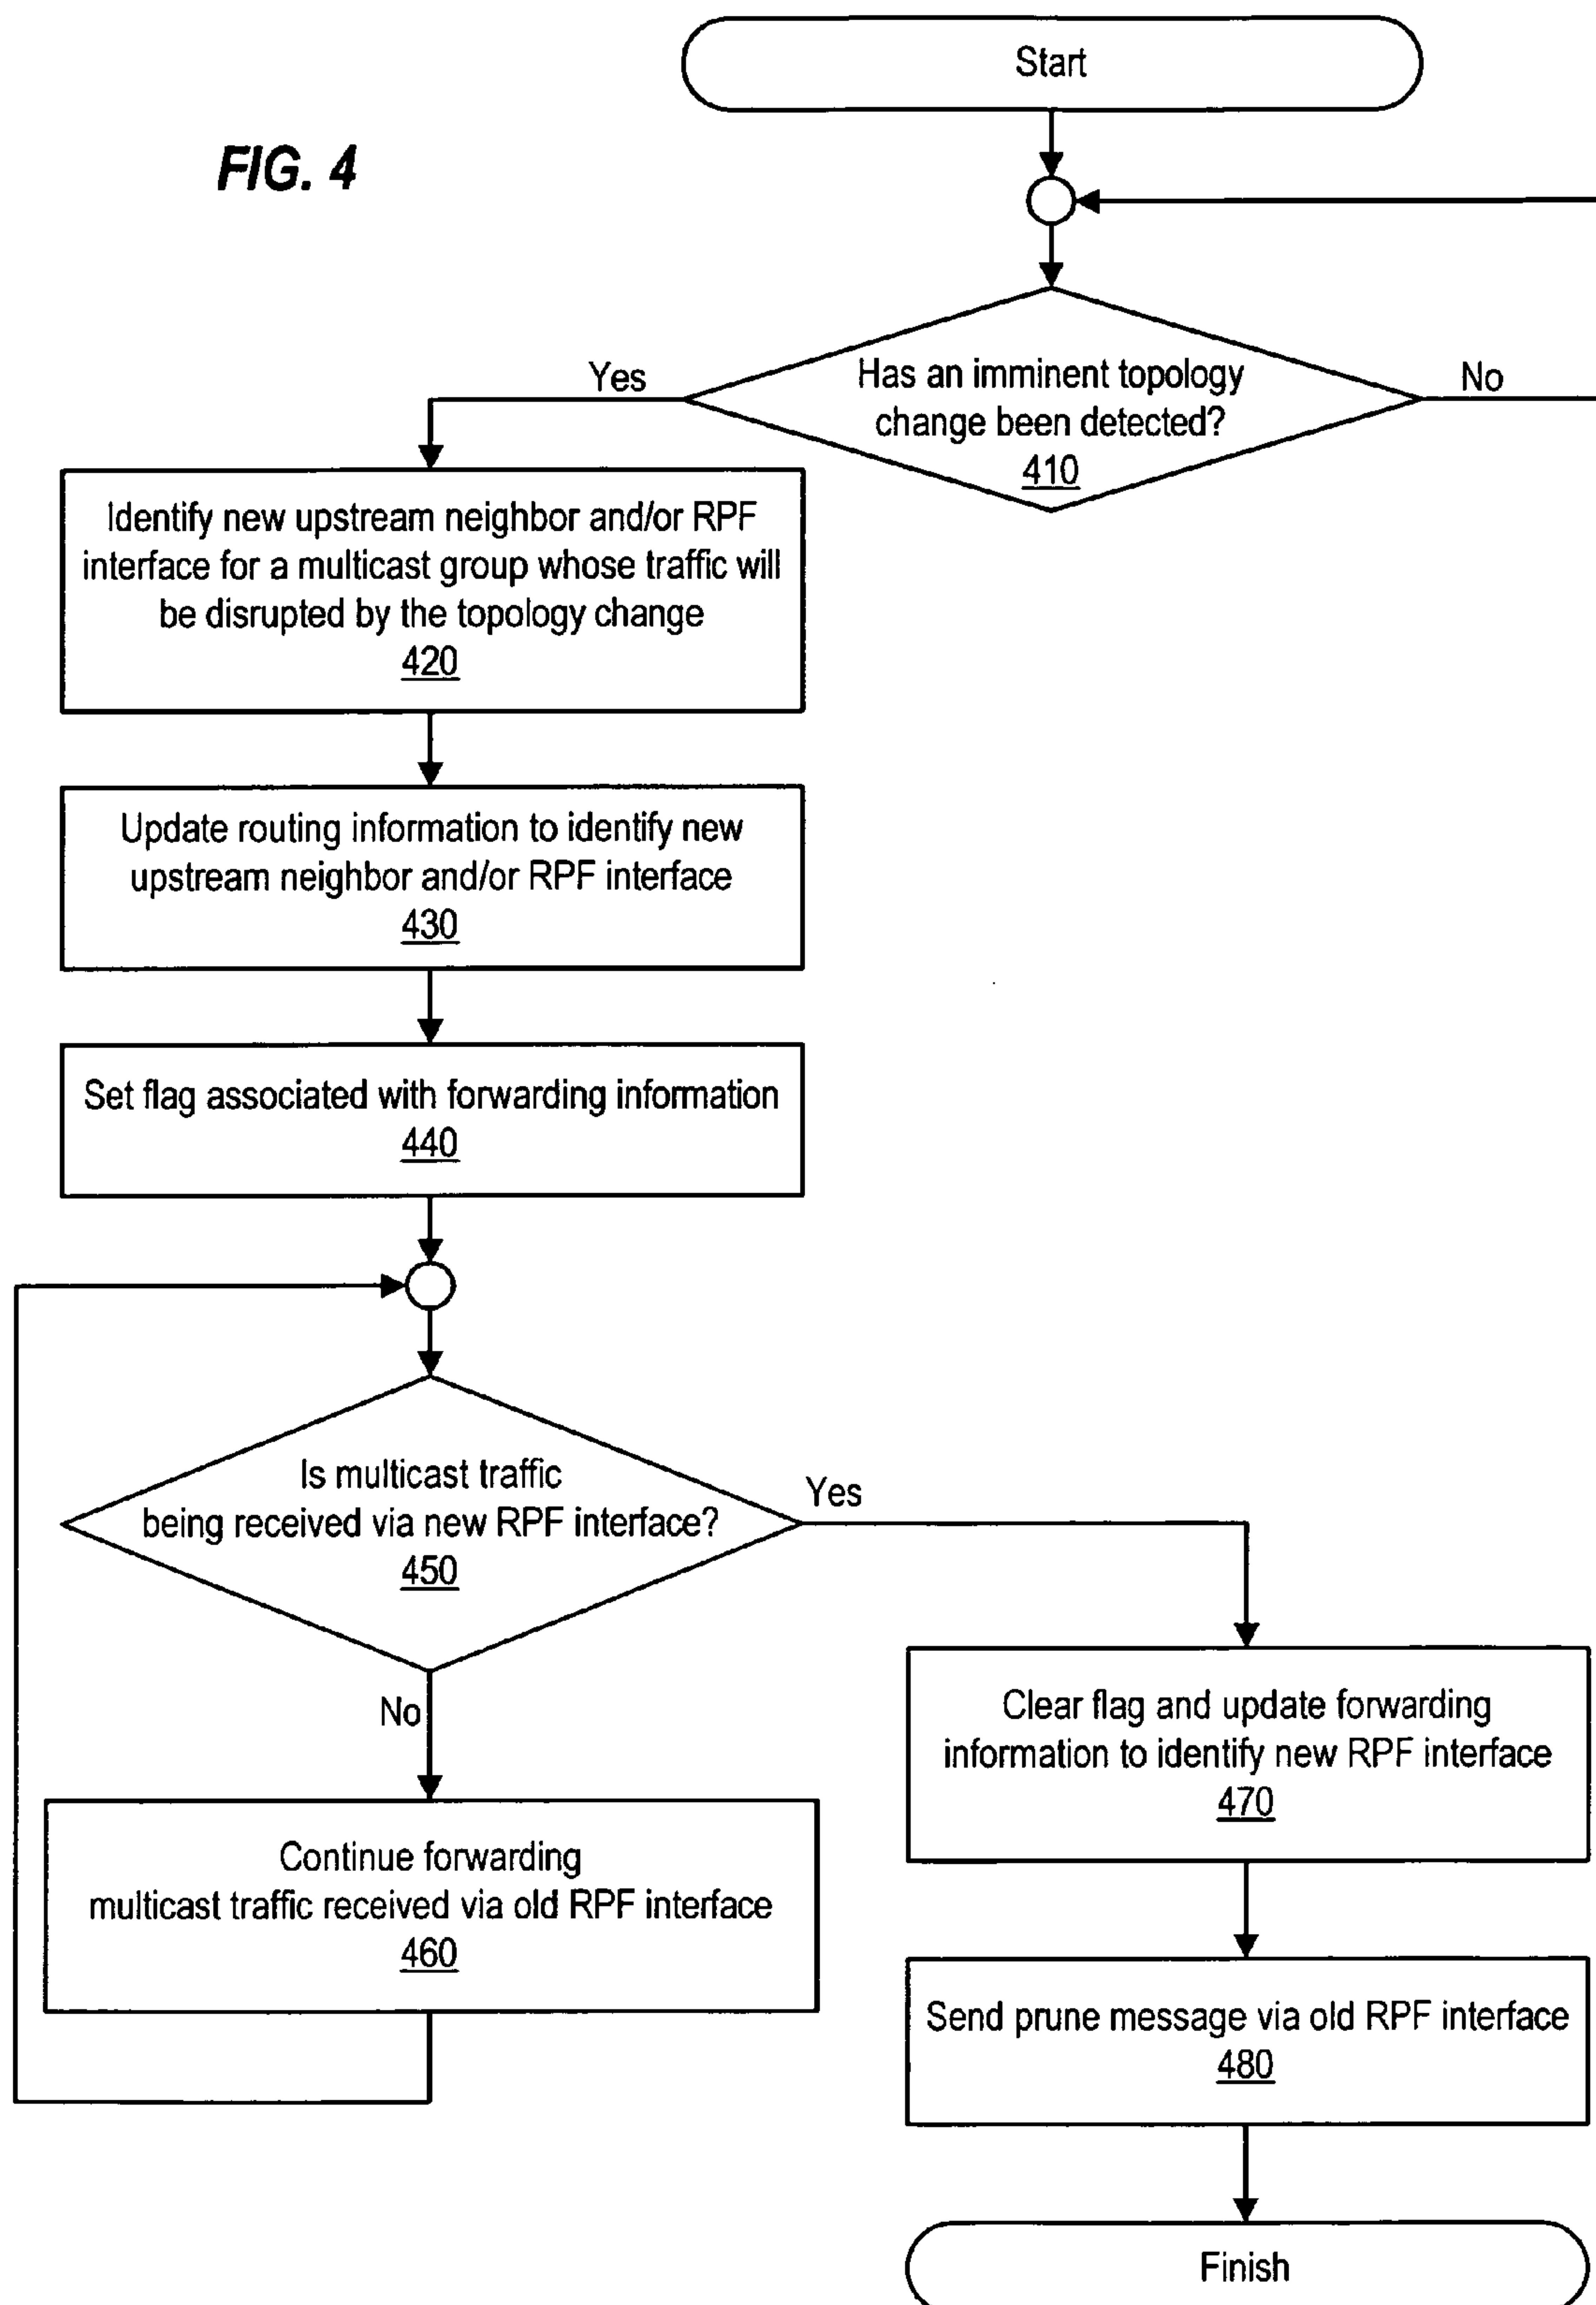 Start
FIG. 4
Has an imminent topology
change been detected?
410
Yes
No
Identify new upstream neighbor and/or RPF
interface for a multicast group whose traffic will
be disrupted by the topology change
420
Update routing information to identify new
upstream neighbor and/or RPF interface
430
Set flag associated with forwarding information
440
Is multicast traffic
being received via new RPF interface?
450
Yes
No
Continue forwarding
multicast traffic received via old RPF interface
460
Clear flag and update forwarding
information to identify new RPF interface
470
Send prune message via old RPF interface
480
Finish